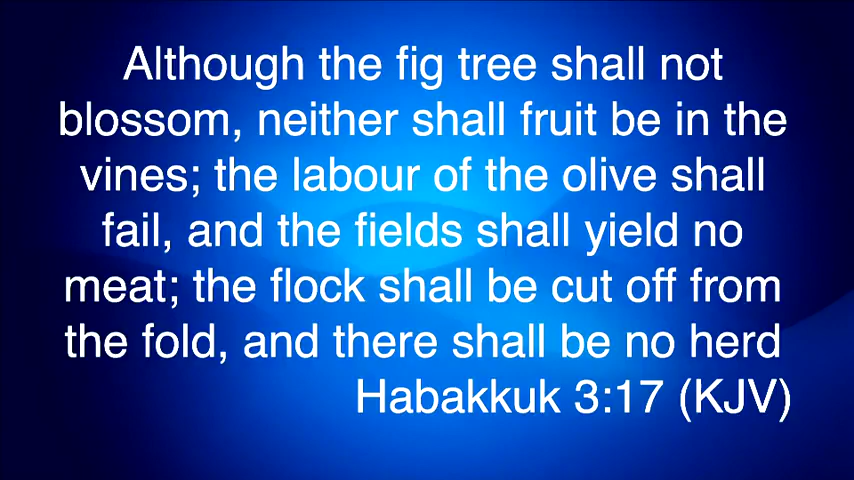 Although the fig tree shall not
blossom, neither shall fruit be in the
vines; the labour of the olive shall
fail, and the fields shall yield no
meat; the flock shall be cut off from
the fold, and there shall be no herd
Habakkuk 3:17 (KJV)